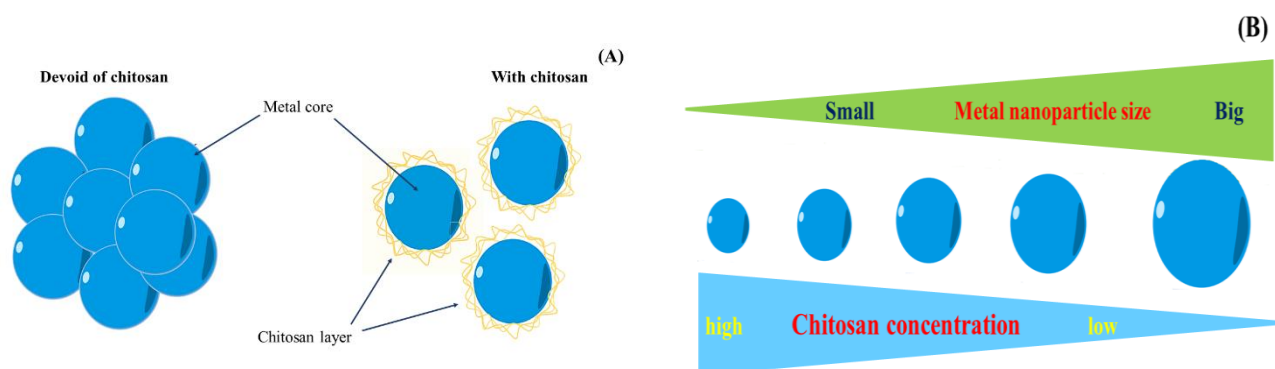 (A)
Devoid of chitosan
With chitosan
Metal core
Chitosan layer
(B)
Small Metal nanoparticle size Big
high Chitosan concentration low